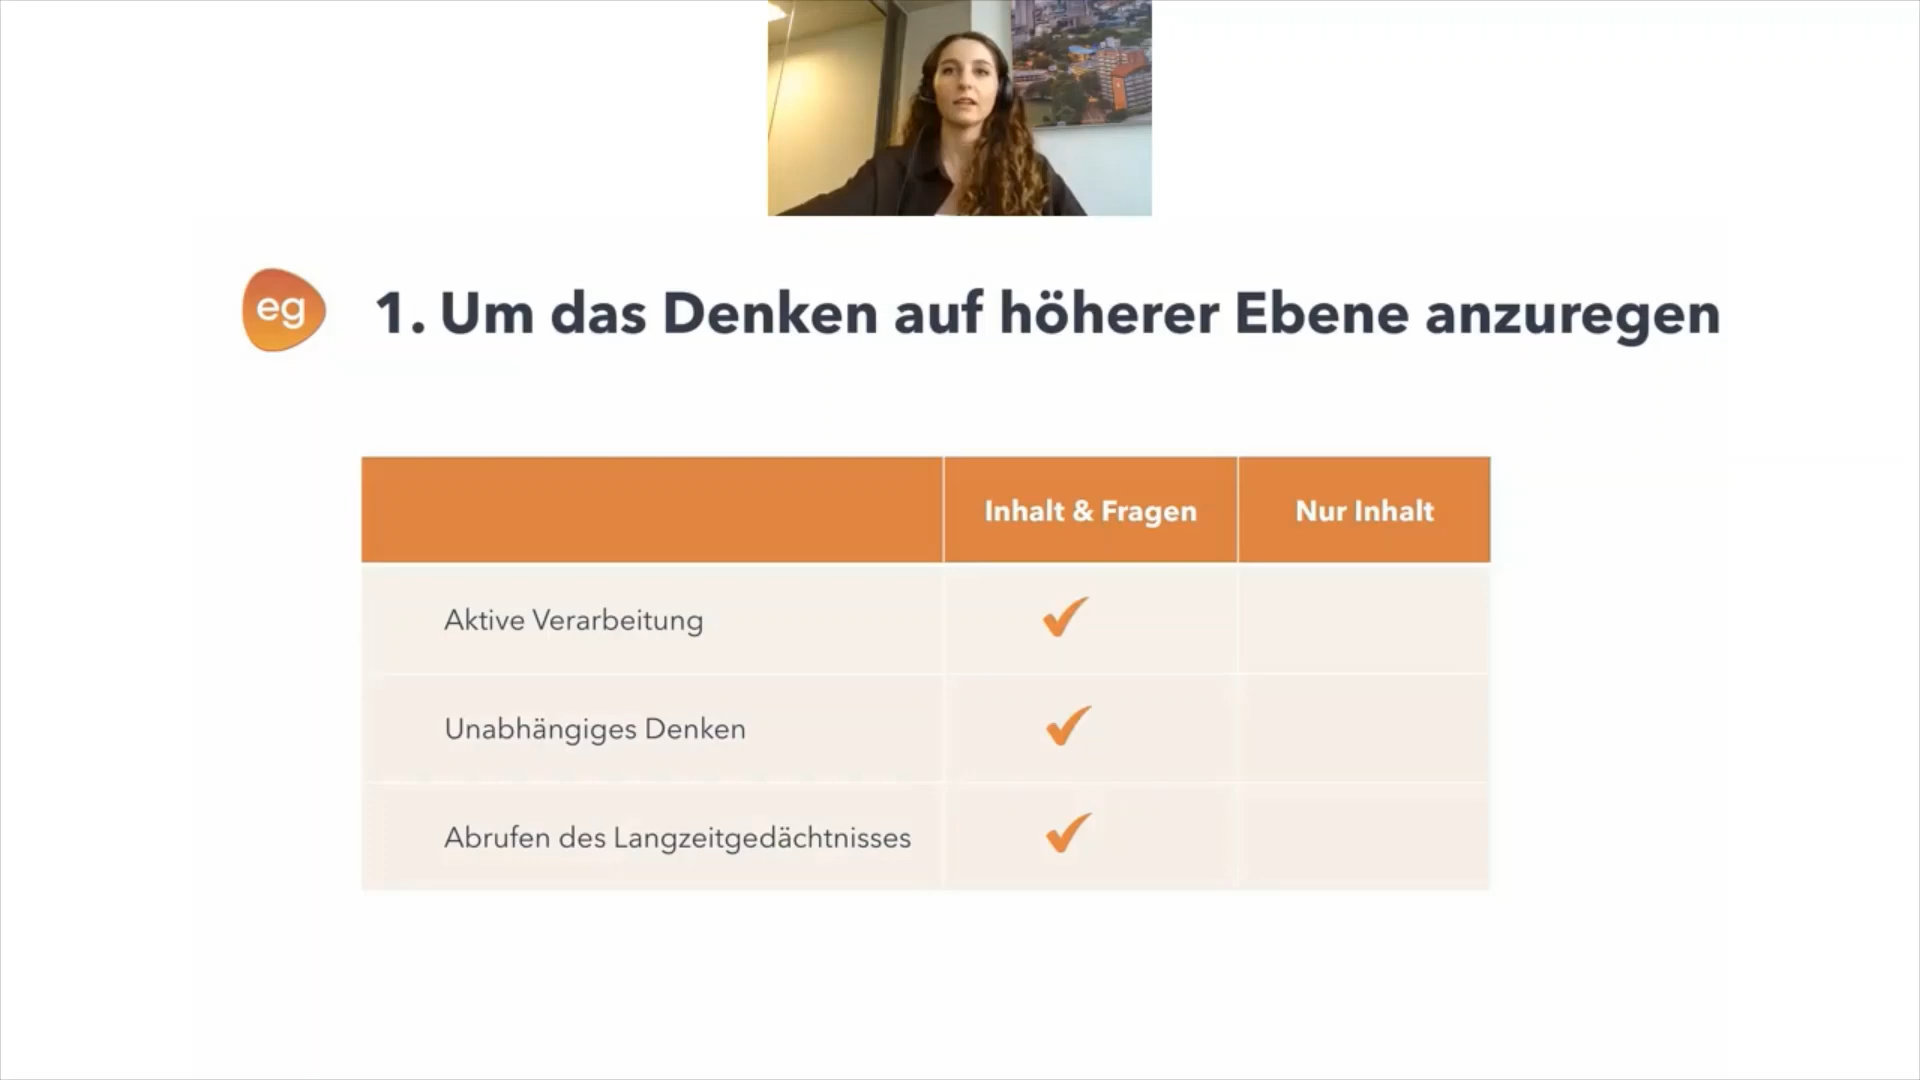 eg
1. Um das Denken auf höherer Ebene anzuregen
Inhalt & Fragen
Nur Inhalt
Aktive Verarbeitung
Unabhängiges Denken
Abrufen des Langzeitgedächtnisses